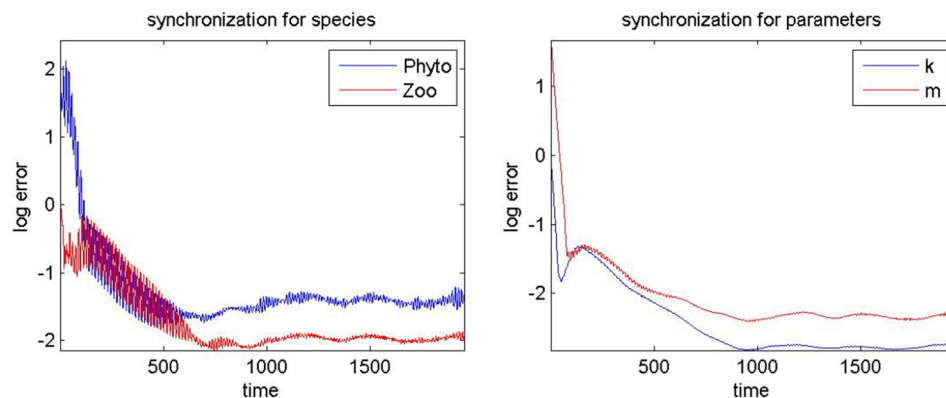 synchronization for species
2
1
0
-1
-2
log error
Phyto
Zoo
500
1000
1500
time
synchronization for parameters
1
0
-1
-2
log error
k
m
500
1000
1500
time